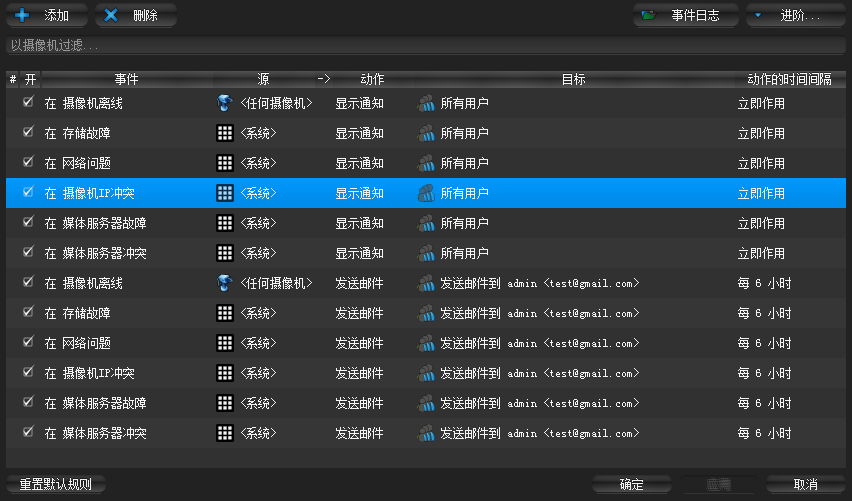 添加 删除 事件日志 进阶...
以摄像机过滤...
# 开 事件 源 -> 动作 目标 动作的时间间隔
在 摄像机离线 <任何摄像机> 显示通知 所有用户 立即作用
在 存储故障 <系统> 显示通知 所有用户 立即作用
在 网络问题 <系统> 显示通知 所有用户 立即作用
在 摄像机IP冲突 <系统> 显示通知 所有用户 立即作用
在 媒体服务器故障 <系统> 显示通知 所有用户 立即作用
在 媒体服务器冲突 <系统> 显示通知 所有用户 立即作用
在 摄像机离线 <任何摄像机> 发送邮件 发送邮件到 admin <test@gmail.com> 每 6 小时
在 存储故障 <系统> 发送邮件 发送邮件到 admin <test@gmail.com> 每 6 小时
在 网络问题 <系统> 发送邮件 发送邮件到 admin <test@gmail.com> 每 6 小时
在 摄像机IP冲突 <系统> 发送邮件 发送邮件到 admin <test@gmail.com> 每 6 小时
在 媒体服务器故障 <系统> 发送邮件 发送邮件到 admin <test@gmail.com> 每 6 小时
在 媒体服务器冲突 <系统> 发送邮件 发送邮件到 admin <test@gmail.com> 每 6 小时
重置默认规则 确定 取消